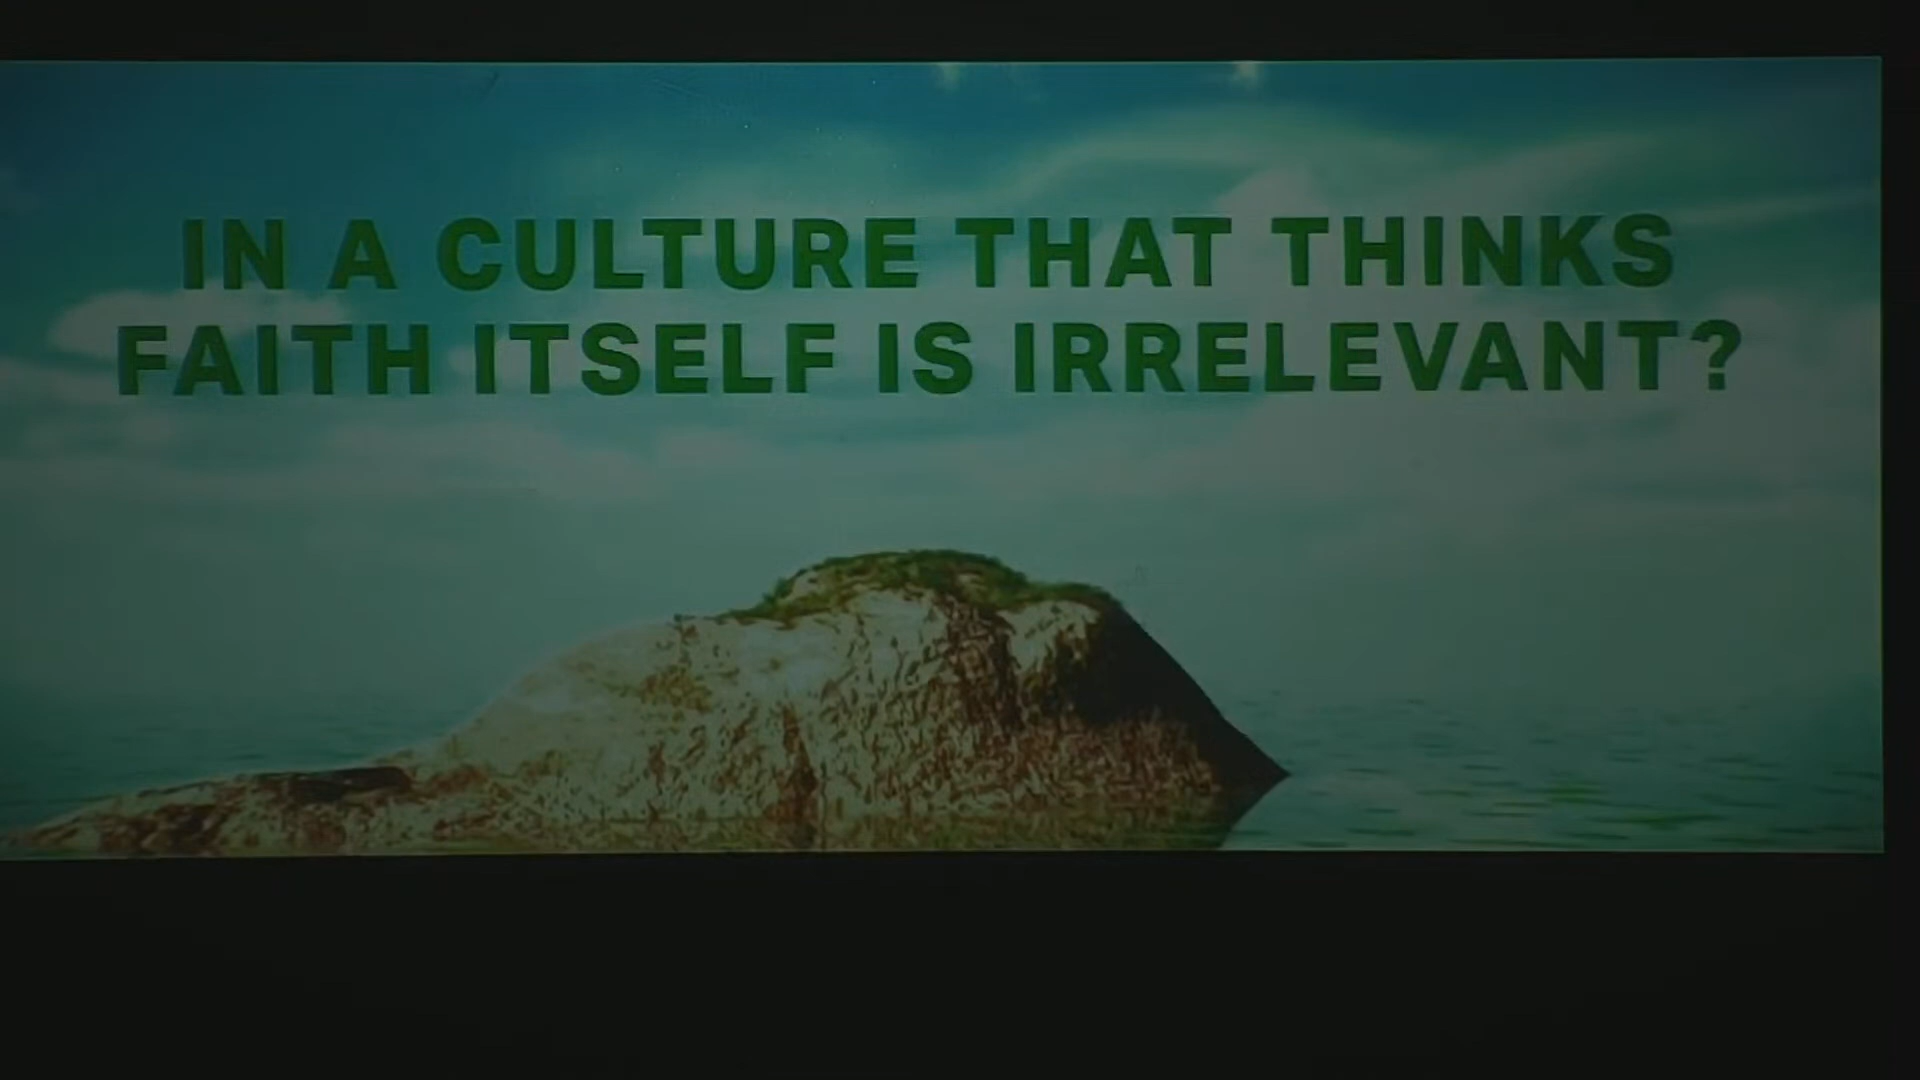 IN A CULTURE THAT THINKS
FAITH ITSELF IS IRRELEVANT?